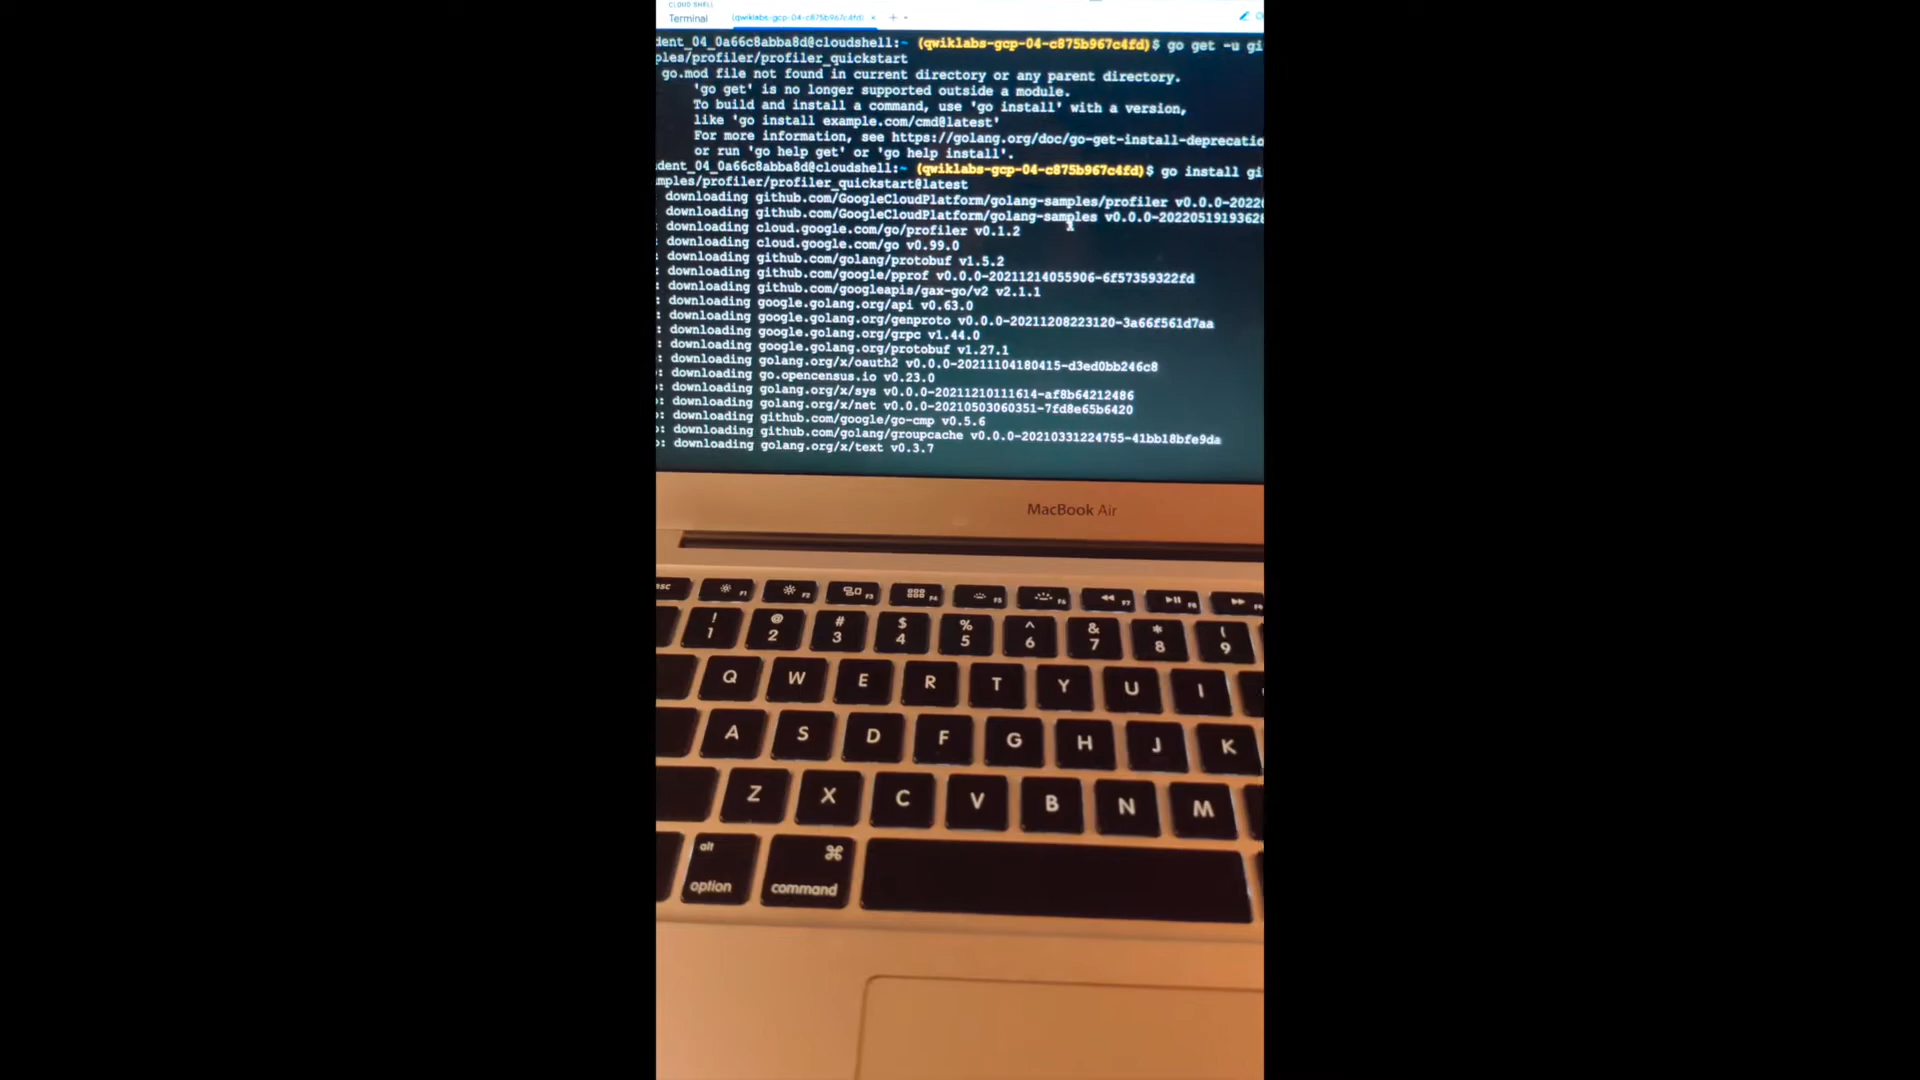 CLOUD SHELL
Terminal (qwiklabs-gcp-04-c875b967c4fd) × + ▾
dent_04_0a66c8abba8d@cloudshell:~ (qwiklabs-gcp-04-c875b967c4fd)$ go get -u gi
ples/profiler/profiler_quickstart
go.mod file not found in current directory or any parent directory.
'go get' is no longer supported outside a module.
To build and install a command, use 'go install' with a version,
like 'go install example.com/cmd@latest'
For more information, see https://golang.org/doc/go-get-install-deprecatio
or run 'go help get' or 'go help install'.
dent_04_0a66c8abba8d@cloudshell:~ (qwiklabs-gcp-04-c875b967c4fd)$ go install gi
mples/profiler/profiler_quickstart@latest
: downloading github.com/GoogleCloudPlatform/golang-samples/profiler v0.0.0-2022
: downloading github.com/GoogleCloudPlatform/golang-samples v0.0.0-20220519193628
: downloading cloud.google.com/go/profiler v0.1.2
: downloading cloud.google.com/go v0.99.0
: downloading github.com/golang/protobuf v1.5.2
: downloading github.com/google/pprof v0.0.0-20211214055906-6f57359322fd
: downloading github.com/googleapis/gax-go/v2 v2.1.1
: downloading google.golang.org/api v0.63.0
: downloading google.golang.org/genproto v0.0.0-20211208223120-3a66f561d7aa
: downloading google.golang.org/grpc v1.44.0
: downloading google.golang.org/protobuf v1.27.1
: downloading golang.org/x/oauth2 v0.0.0-20211104180415-d3ed0bb246c8
: downloading go.opencensus.io v0.23.0
: downloading golang.org/x/sys v0.0.0-20211210111614-af8b64212486
: downloading golang.org/x/net v0.0.0-20210503060351-7fd8e65b6420
: downloading github.com/google/go-cmp v0.5.6
: downloading github.com/golang/groupcache v0.0.0-20210331224755-41bb18bfe9da
: downloading golang.org/x/text v0.3.7
MacBook Air
esc F1 F2 F3 F4 F5 F6 F7 F8 F9
! @ # $ % ^ & * (
1 2 3 4 5 6 7 8 9
Q W E R T Y U I
A S D F G H J K
Z X C V B N M
alt ⌘
option command